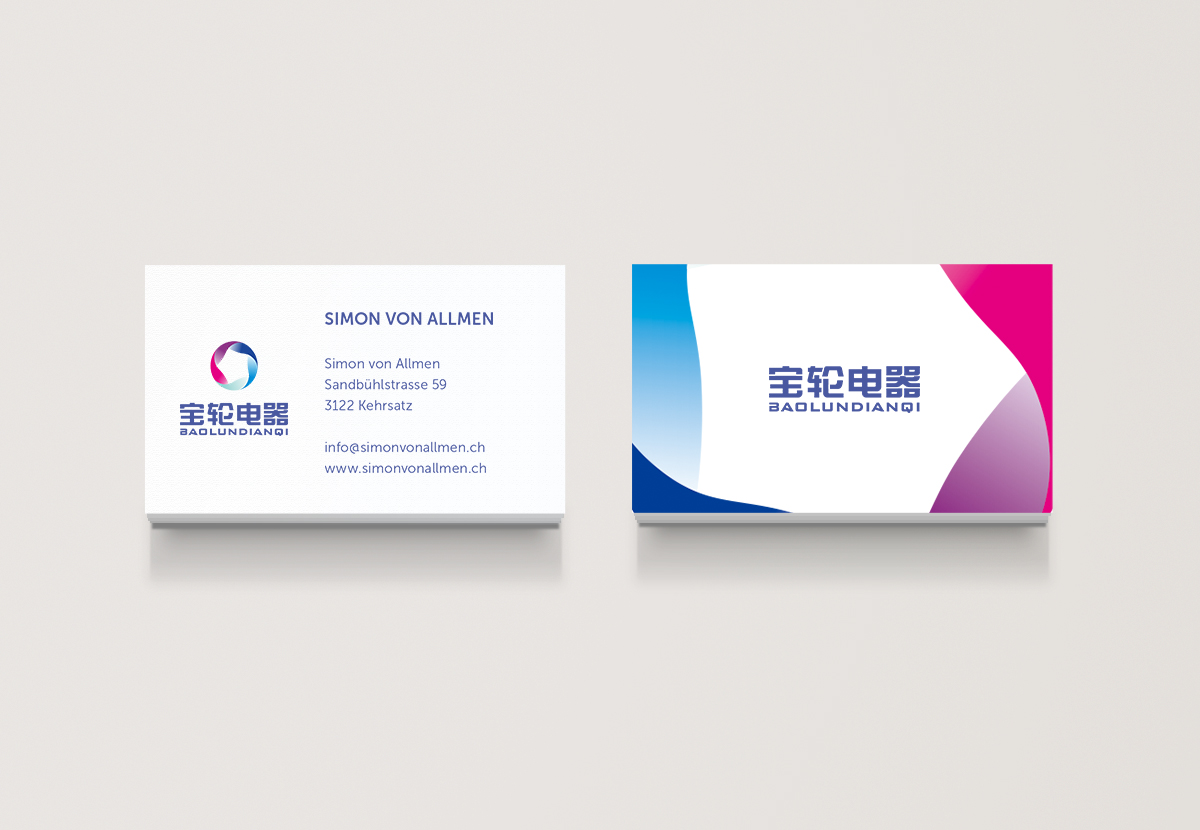 SIMON VON ALLMEN
Simon von Allmen
Sandbühlstrasse 59
3122 Kehrsatz
info@simonvonallmen.ch
www.simonvonallmen.ch
宝轮电器
BAOLUNDIANQI
宝轮电器
BAOLUNDIANQI